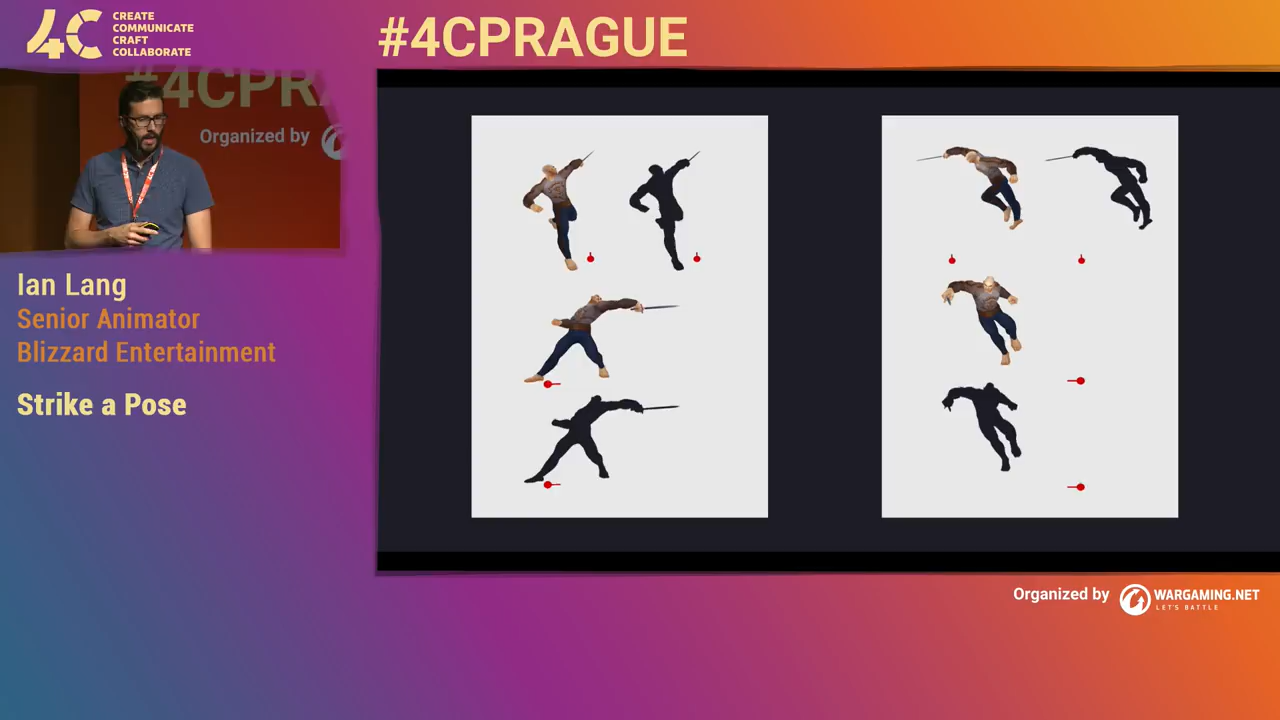 4C
CREATE
COMMUNICATE
CRAFT
COLLABORATE
#4CPRAGUE
#4CPR
Organized by
Ian Lang
Senior Animator
Blizzard Entertainment
Strike a Pose
Organized by
WARGAMING.NET
LET'S BATTLE